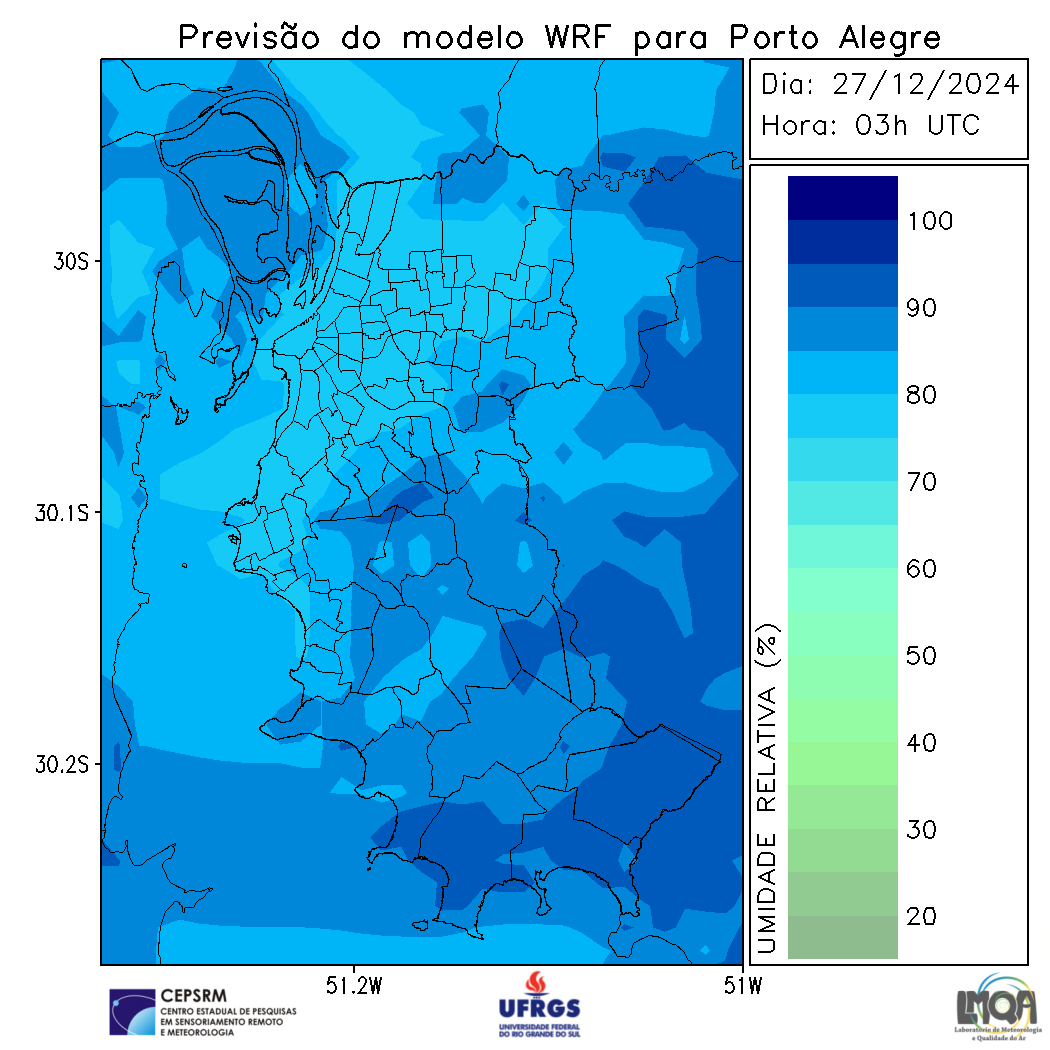 Previsão do modelo WRF para Porto Alegre
Dia: 27/12/2024
Hora: 03h UTC
100
90
80
70
60
50
40
30
20
UMIDADE RELATIVA (%)
30S
30.1S
30.2S
51.2W
51W
CEPSRM
CENTRO ESTADUAL DE PESQUISAS
EM SENSORIAMENTO REMOTO
E METEOROLOGIA
UFRGS
UNIVERSIDADE FEDERAL
DO RIO GRANDE DO SUL
LMQA
Laboratório de Meteorologia
e Qualidade do Ar